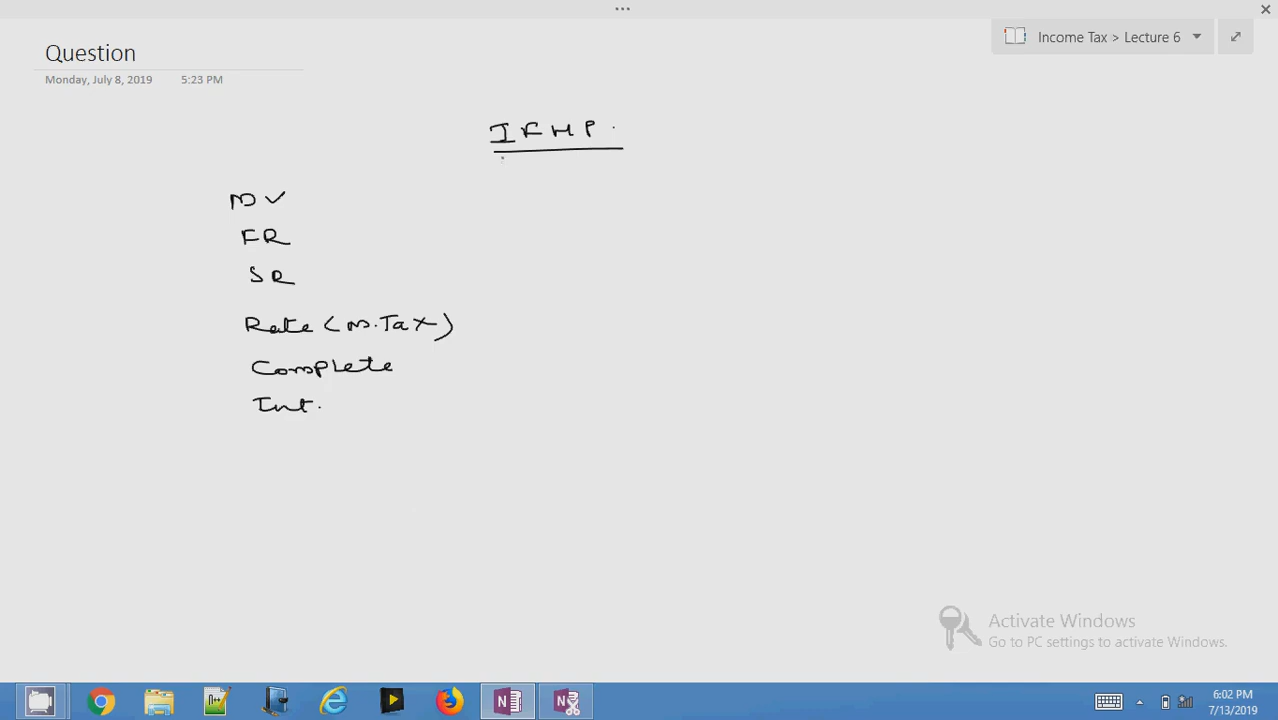 Income Tax > Lecture 6
Question
Monday, July 8, 2019 5:23 PM
IFHP.
MV
FR
SR
Rate (M.Tax)
Complete
Int.
Activate Windows
Go to PC settings to activate Windows.
6:02 PM
7/13/2019